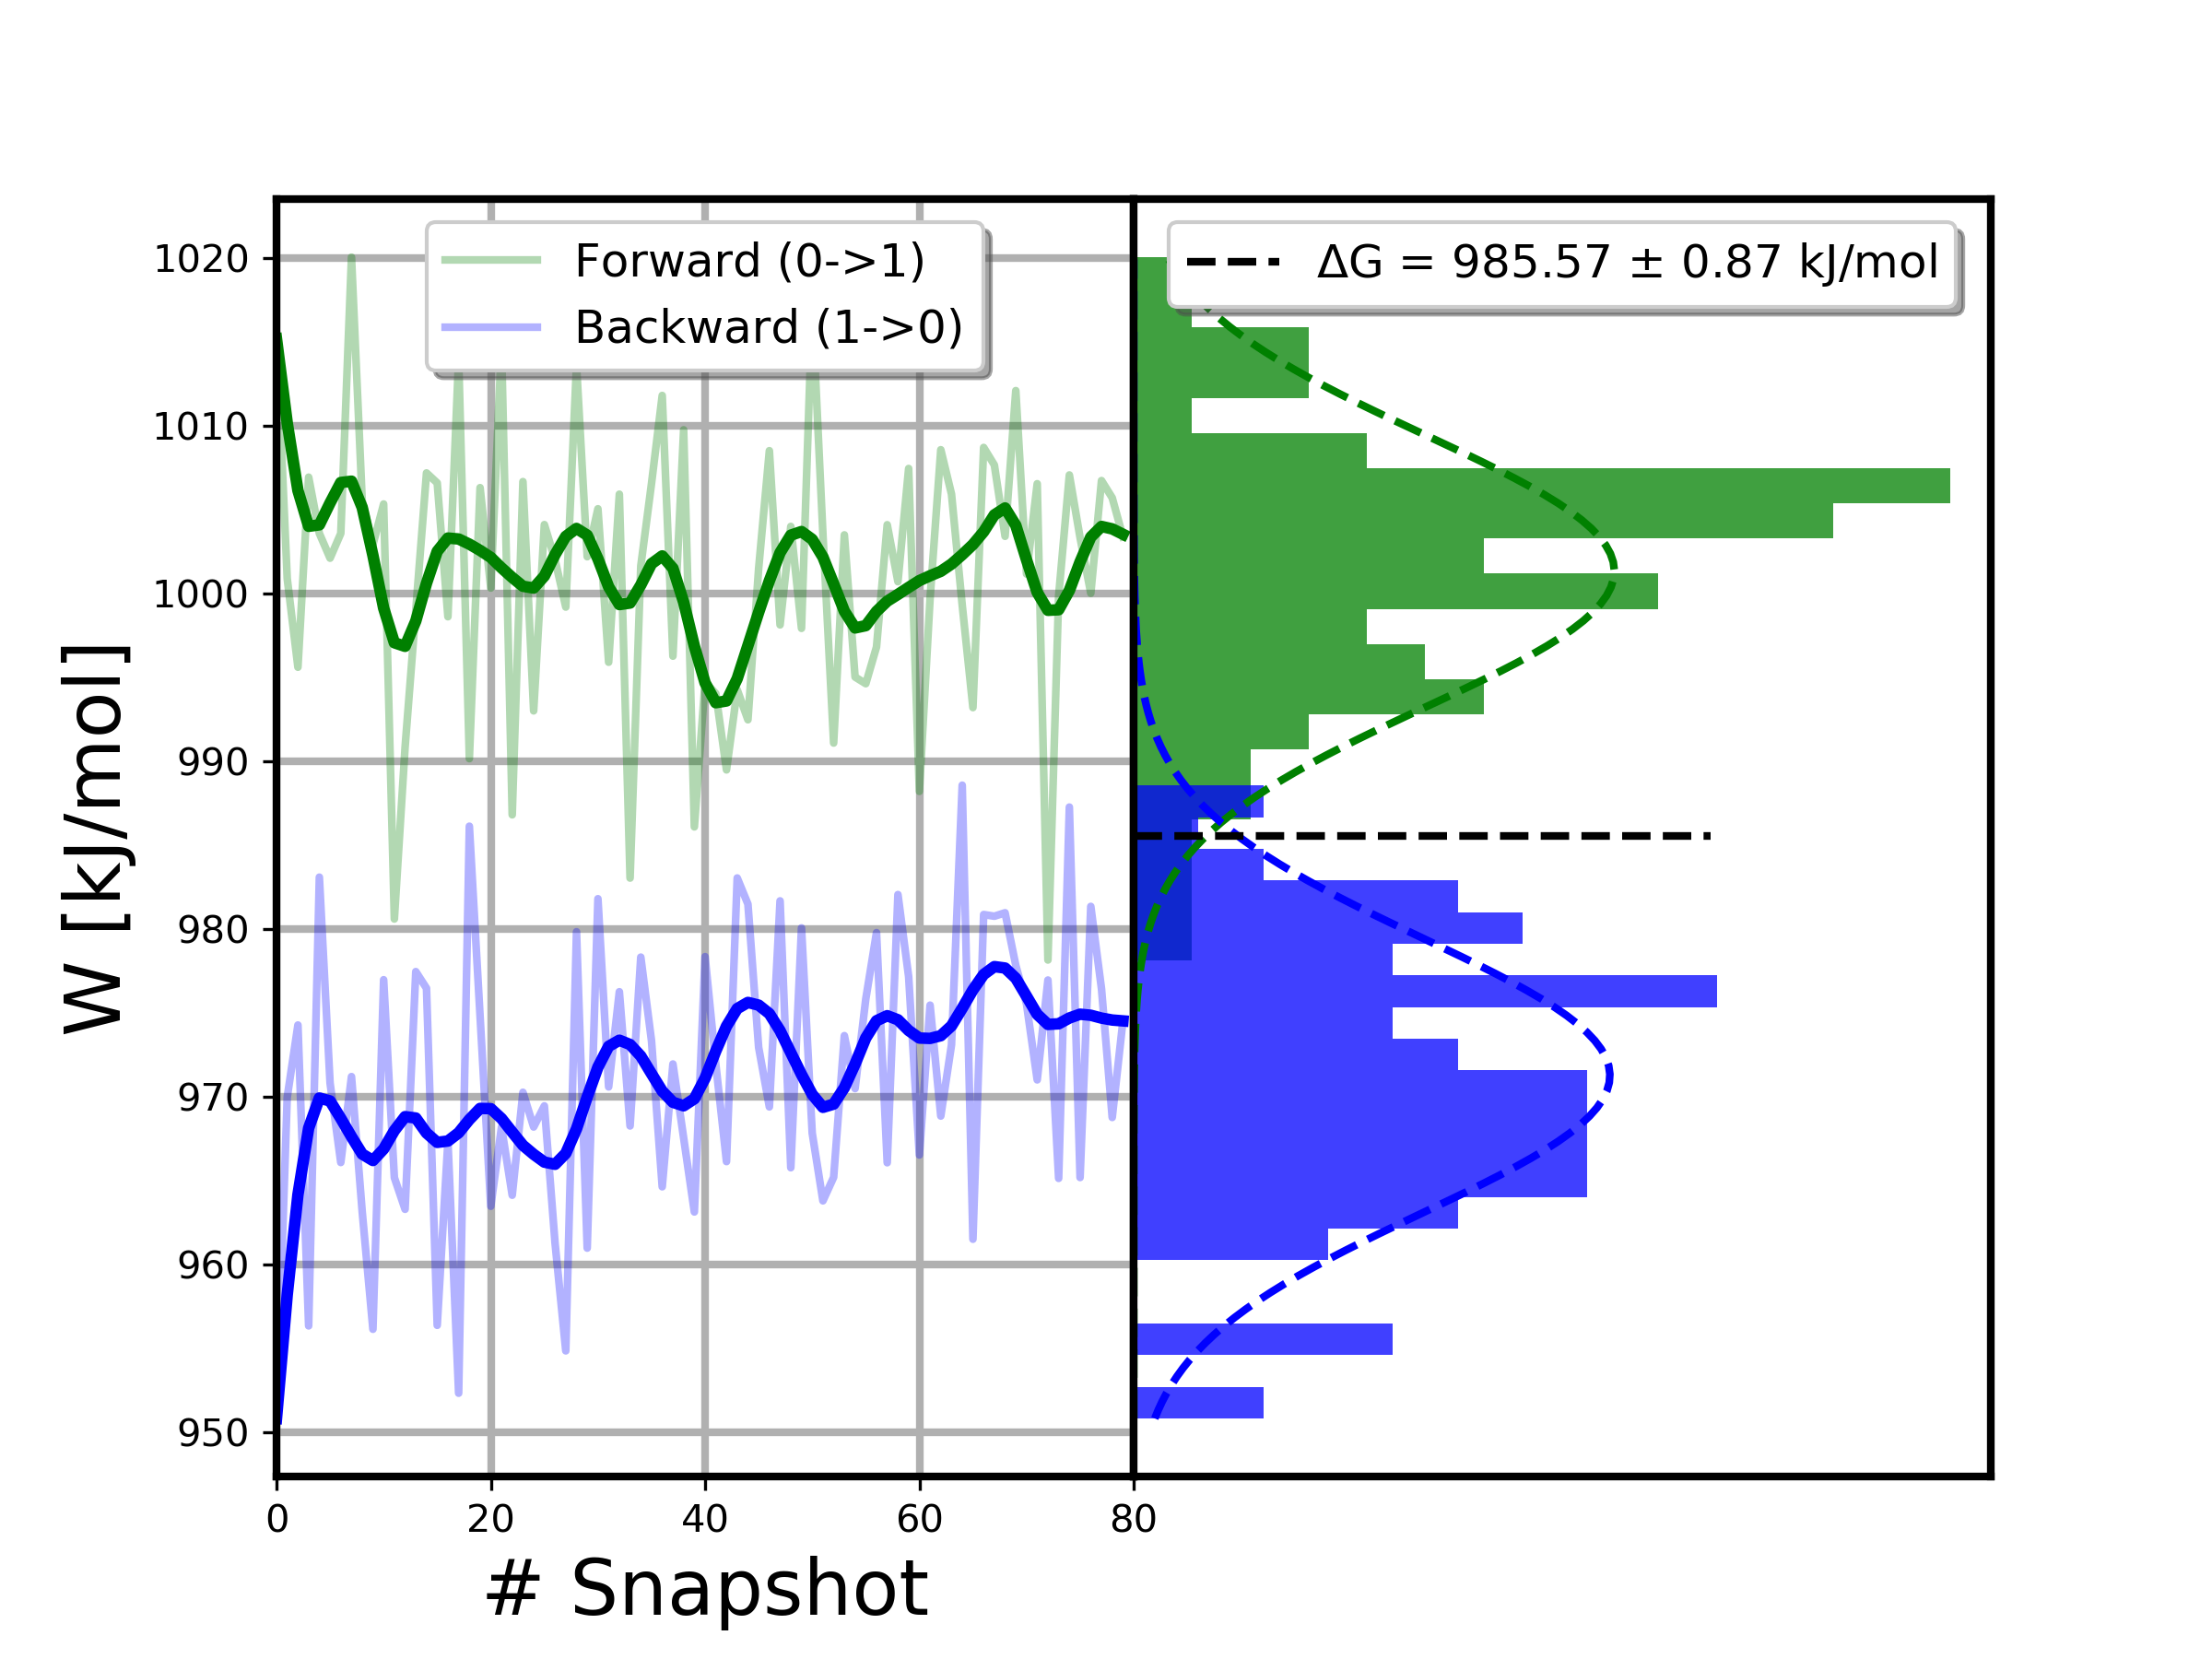 Forward (0->1)
Backward (1->0)
ΔG = 985.57 ± 0.87 kJ/mol
W [kJ/mol]
1020
1010
1000
990
980
970
960
950
0 20 40 60 80
# Snapshot